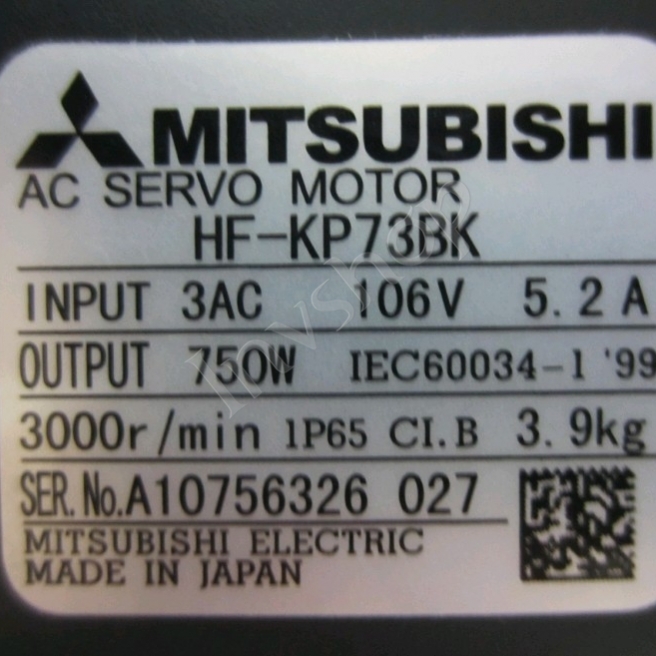 MITSUBISHI
AC SERVO MOTOR
HF-KP73BK
INPUT 3AC 106V 5.2A
OUTPUT 750W IEC60034-1 '99
3000r/min IP65 CI.B 3.9kg
SER.No.A10756326 027
MITSUBISHI ELECTRIC
MADE IN JAPAN
Invshop